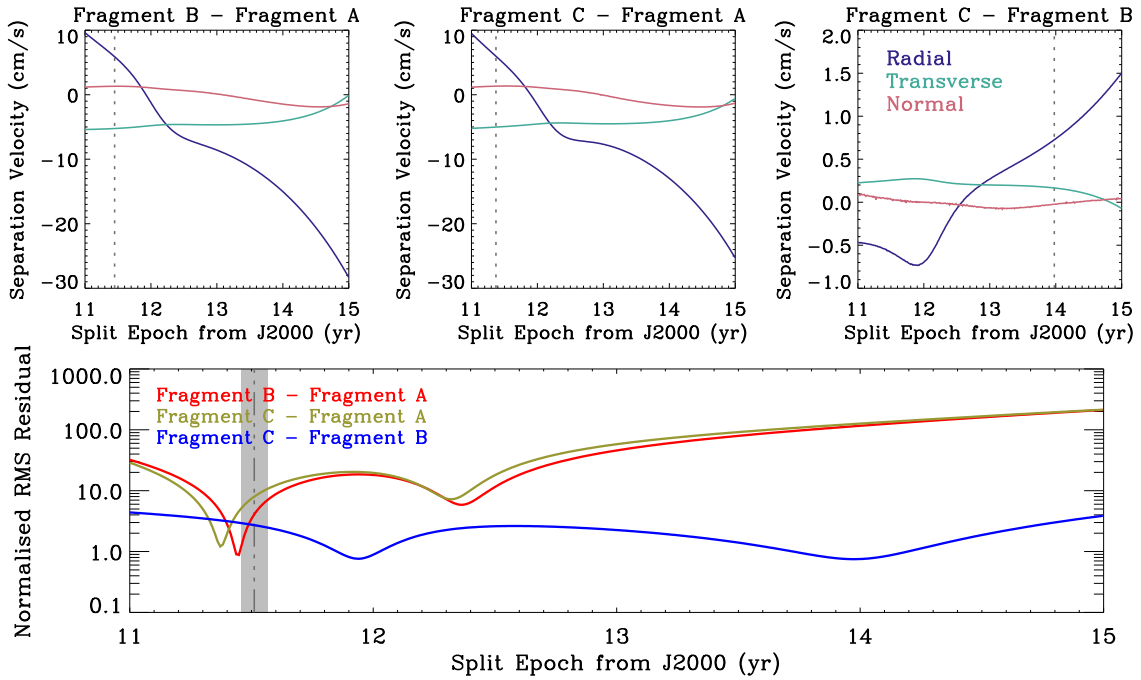 Fragment B – Fragment A
Fragment C – Fragment A
Fragment C – Fragment B
Separation Velocity (cm/s)
10
0
−10
−20
−30
11 12 13 14 15
Split Epoch from J2000 (yr)
Separation Velocity (cm/s)
10
0
−10
−20
−30
11 12 13 14 15
Split Epoch from J2000 (yr)
Separation Velocity (cm/s)
2.0
1.5
1.0
0.5
0.0
−0.5
−1.0
Radial
Transverse
Normal
11 12 13 14 15
Split Epoch from J2000 (yr)
Normalised RMS Residual
1000.0
100.0
10.0
1.0
0.1
Fragment B – Fragment A
Fragment C – Fragment A
Fragment C – Fragment B
11 12 13 14 15
Split Epoch from J2000 (yr)